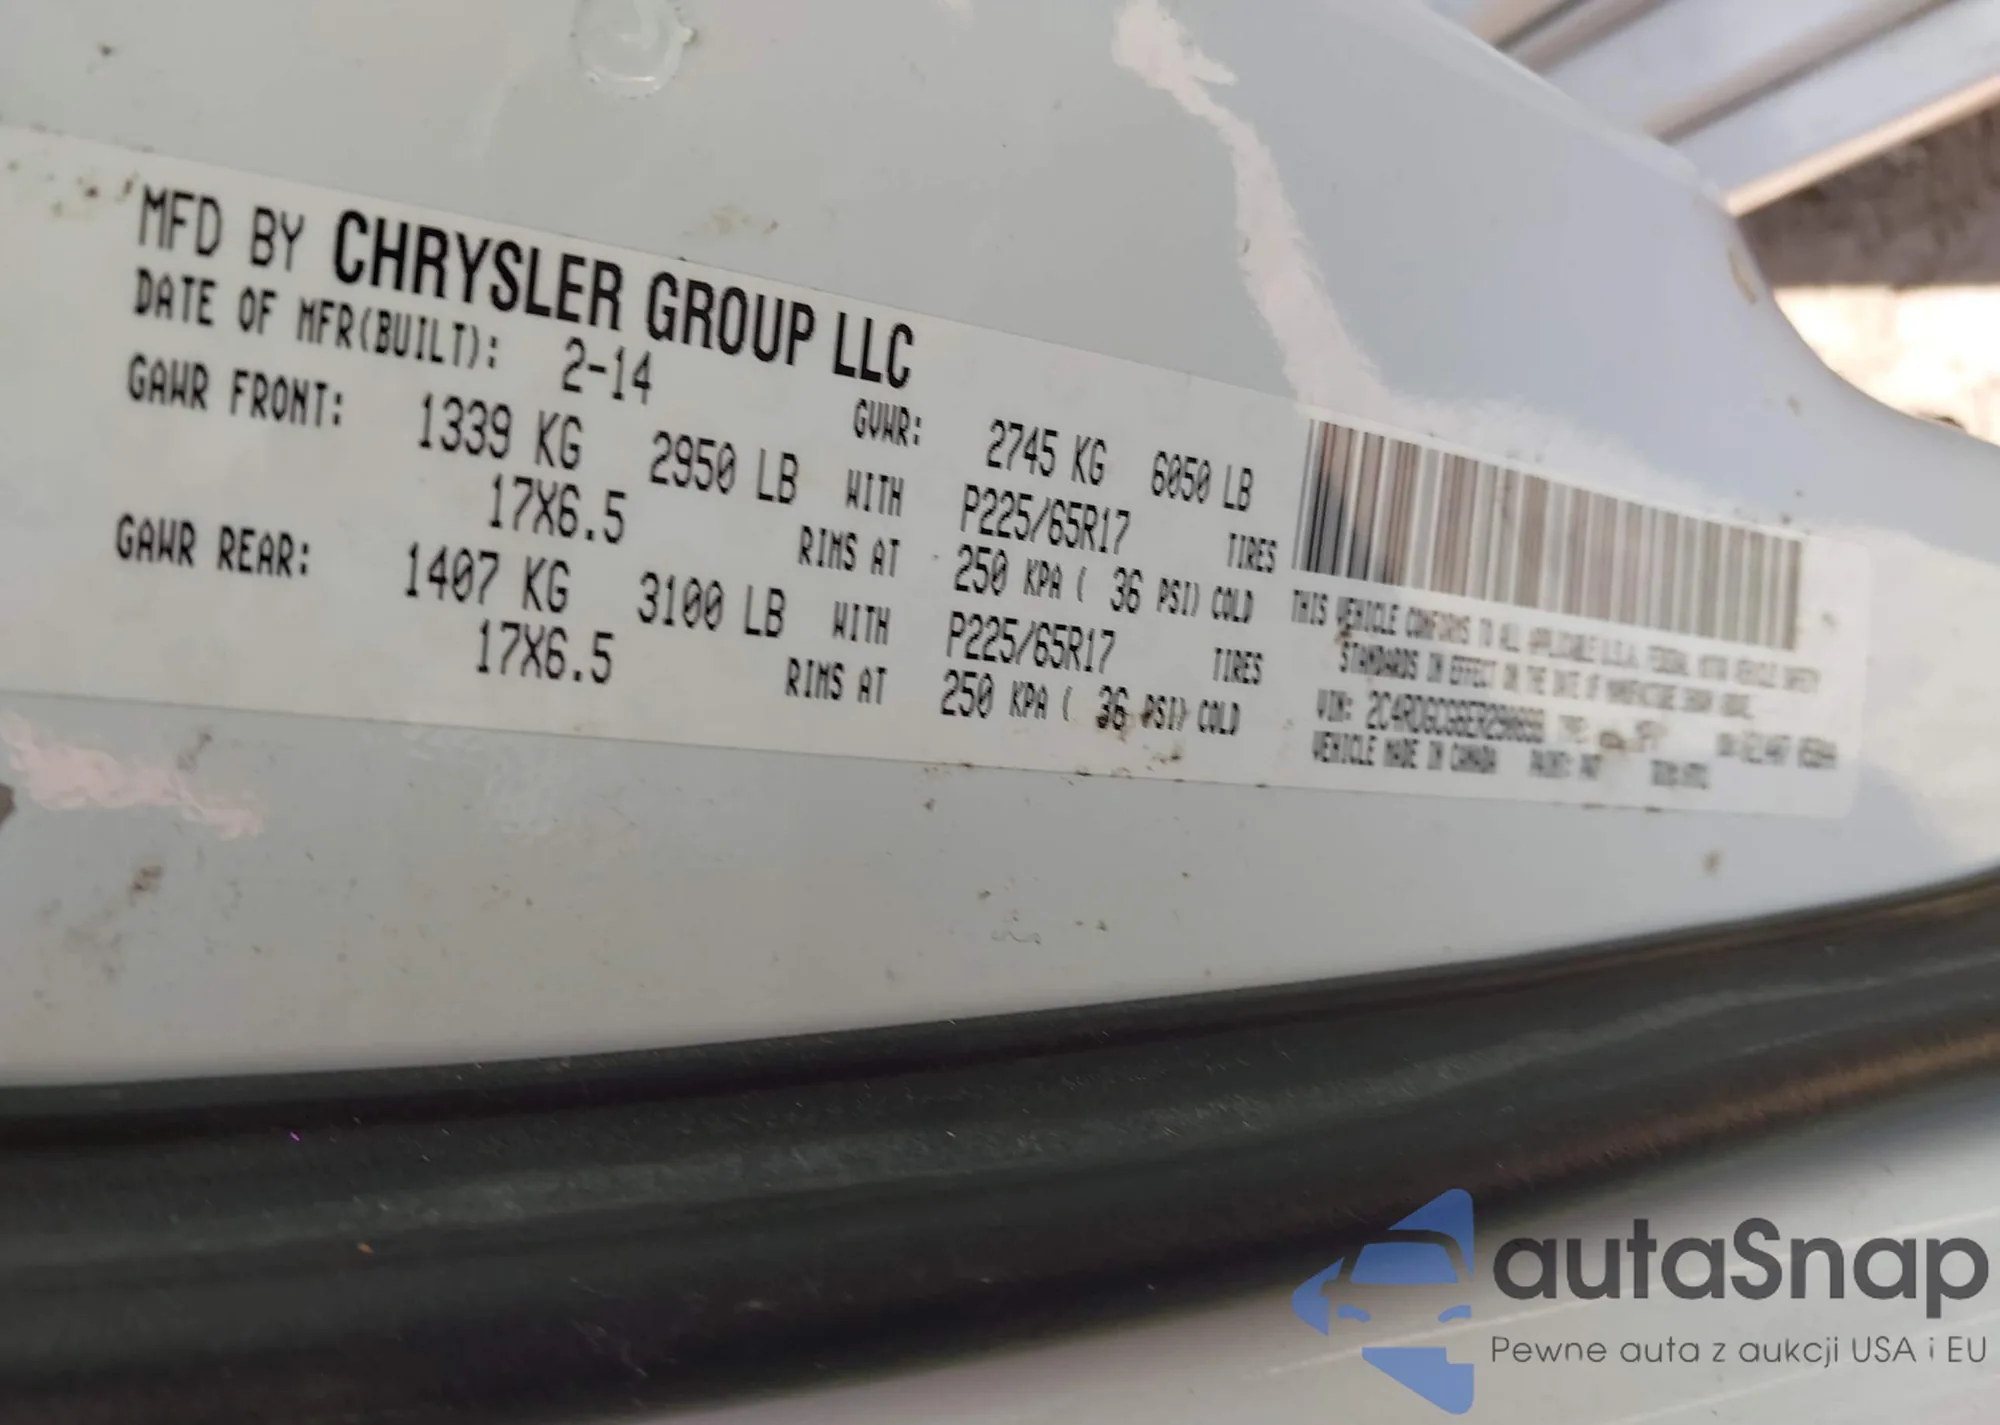 MFD BY CHRYSLER GROUP LLC
DATE OF MFR(BUILT): 2-14 GVWR: 2745 KG 6050 LB
GAWR FRONT: 1339 KG 2950 LB WITH P225/65R17 TIRES
17X6.5 RIMS AT 250 KPA ( 36 PSI) COLD
GAWR REAR: 1407 KG 3100 LB WITH P225/65R17 TIRES
17X6.5 RIMS AT 250 KPA ( 36 PSI) COLD
THIS VEHICLE CONFORMS TO ALL APPLICABLE U.S.A. FEDERAL MOTOR VEHICLE SAFETY
STANDARDS IN EFFECT ON THE DATE OF MANUFACTURE SHOWN ABOVE.
VIN: TYPE:
VEHICLE MADE IN CANADA PAINT:
autaSnap
Pewne auta z aukcji USA i EU